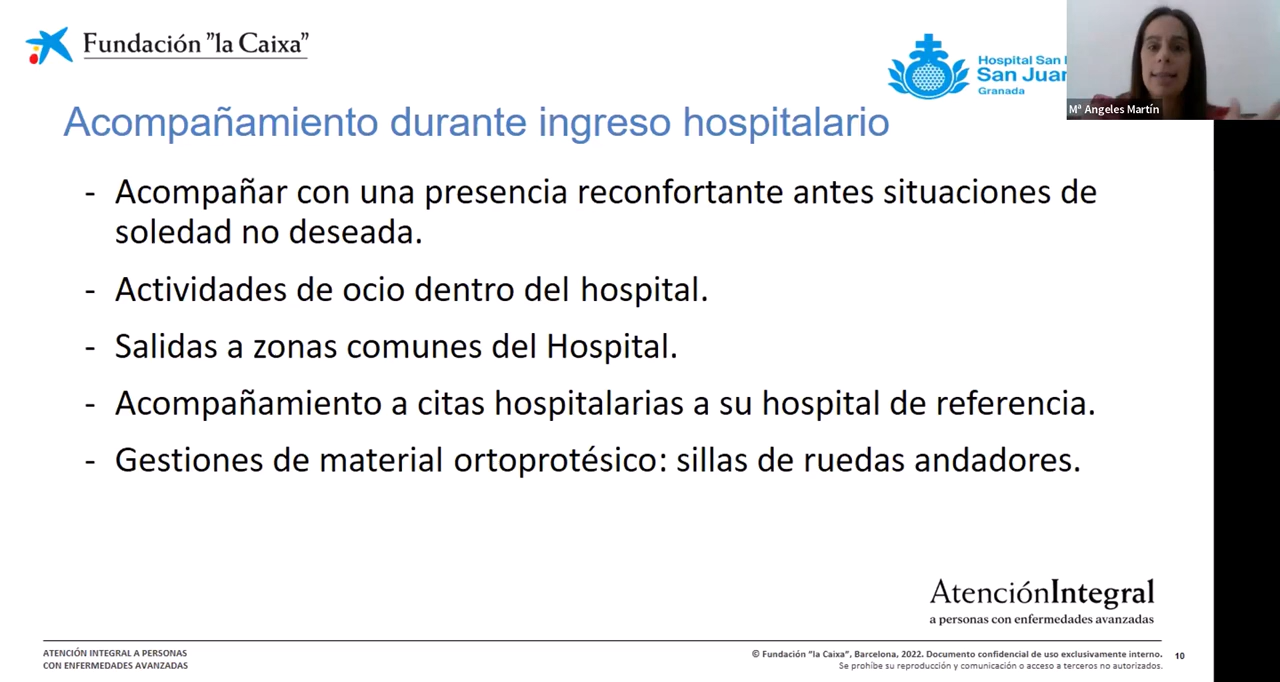 Fundación "la Caixa"
Hospital San
San Juan
Granada
Mª Angeles Martín
Acompañamiento durante ingreso hospitalario
- Acompañar con una presencia reconfortante antes situaciones de
soledad no deseada.
- Actividades de ocio dentro del hospital.
- Salidas a zonas comunes del Hospital.
- Acompañamiento a citas hospitalarias a su hospital de referencia.
- Gestiones de material ortoprotésico: sillas de ruedas andadores.
AtenciónIntegral
a personas con enfermedades avanzadas
ATENCIÓN INTEGRAL A PERSONAS
CON ENFERMEDADES AVANZADAS
© Fundación "la Caixa", Barcelona, 2022. Documento confidencial de uso exclusivamente interno.
Se prohíbe su reproducción y comunicación o acceso a terceros no autorizados.
10